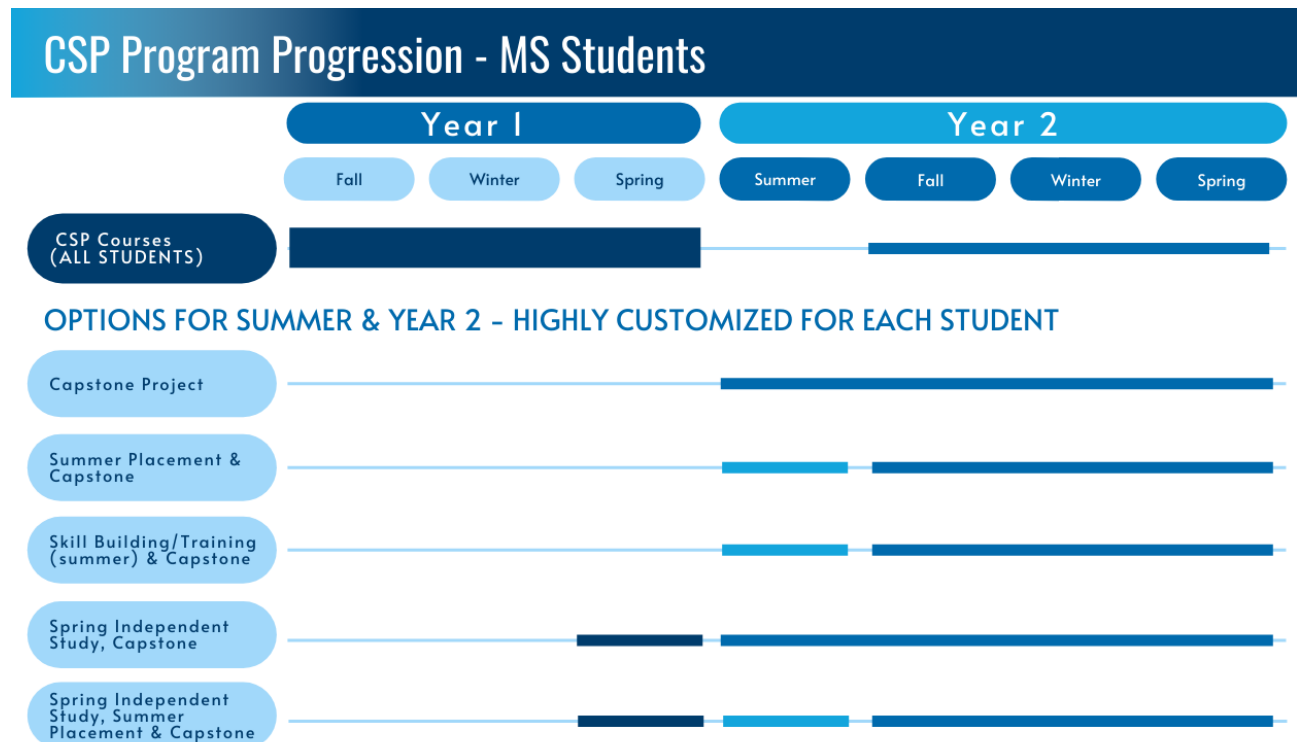 CSP Program Progression - MS Students
Year 1
Year 2
Fall
Winter
Spring
Summer
Fall
Winter
Spring
CSP Courses
(ALL STUDENTS)
OPTIONS FOR SUMMER & YEAR 2 - HIGHLY CUSTOMIZED FOR EACH STUDENT
Capstone Project
Summer Placement &
Capstone
Skill Building/Training
(summer) & Capstone
Spring Independent
Study, Capstone
Spring Independent
Study, Summer
Placement & Capstone